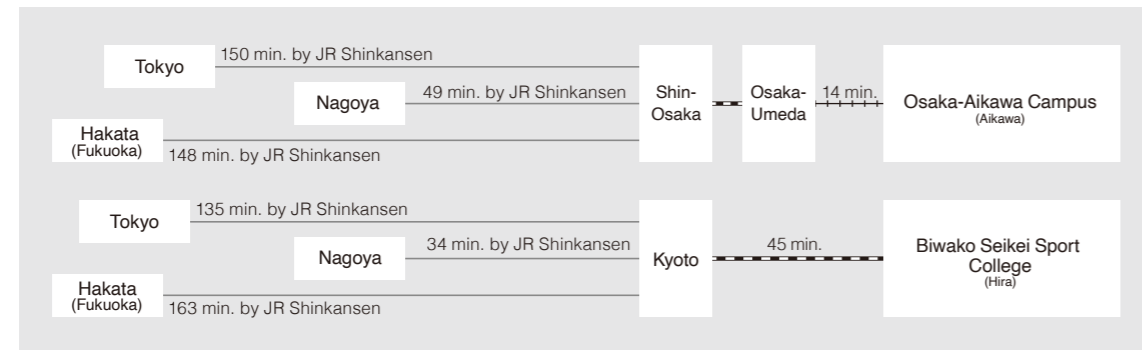 Tokyo
150 min. by JR Shinkansen
Nagoya
49 min. by JR Shinkansen
Hakata
(Fukuoka)
148 min. by JR Shinkansen
Shin-
Osaka
Osaka-
Umeda
14 min.
Osaka-Aikawa Campus
(Aikawa)
Tokyo
135 min. by JR Shinkansen
Nagoya
34 min. by JR Shinkansen
Hakata
(Fukuoka)
163 min. by JR Shinkansen
Kyoto
45 min.
Biwako Seikei Sport
College
(Hira)